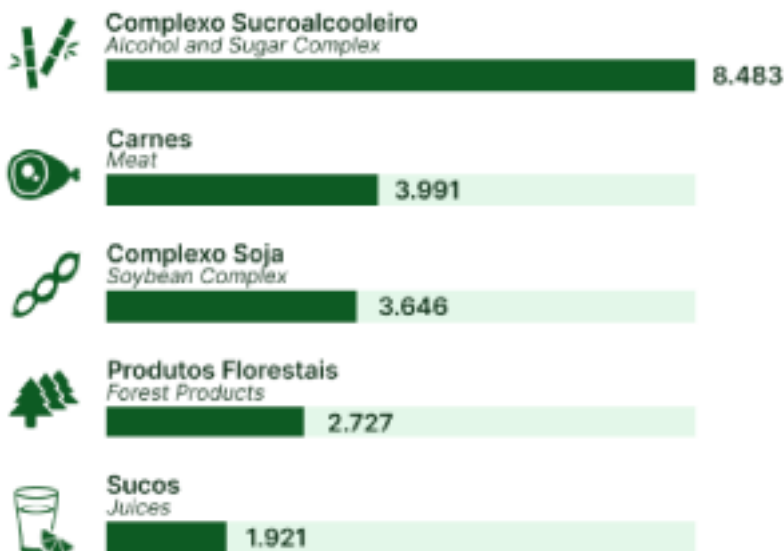 Complexo Sucroalcooleiro
Alcohol and Sugar Complex
8.483
Carnes
Meat
3.991
Complexo Soja
Soybean Complex
3.646
Produtos Florestais
Forest Products
2.727
Sucos
Juices
1.921